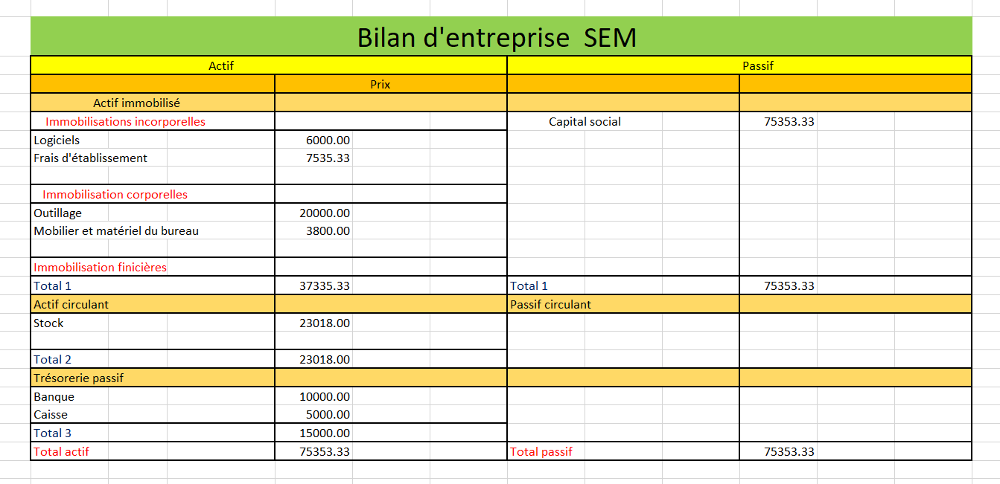 Bilan d'entreprise  SEM
Actif Passif
Prix
Actif immobilisé
Immobilisations incorporelles Capital social 75353.33
Logiciels 6000.00
Frais d'établissement 7535.33
Immobilisation corporelles
Outillage 20000.00
Mobilier et matériel du bureau 3800.00
Immobilisation finicières
Total 1 37335.33 Total 1 75353.33
Actif circulant Passif circulant
Stock 23018.00
Total 2 23018.00
Trésorerie passif
Banque 10000.00
Caisse 5000.00
Total 3 15000.00
Total actif 75353.33 Total passif 75353.33